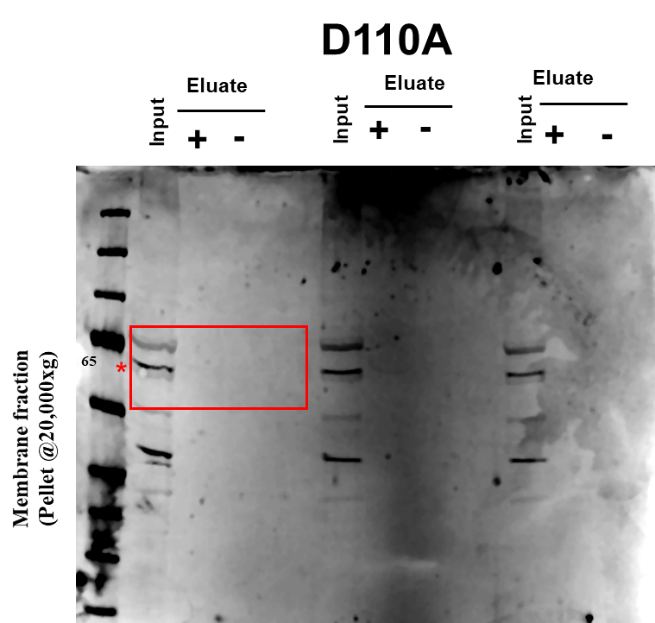 D110A
Input
Eluate
+ -
Input
Eluate
+ -
Input
Eluate
+ -
65
*
Membrane fraction
(Pellet @20,000xg)